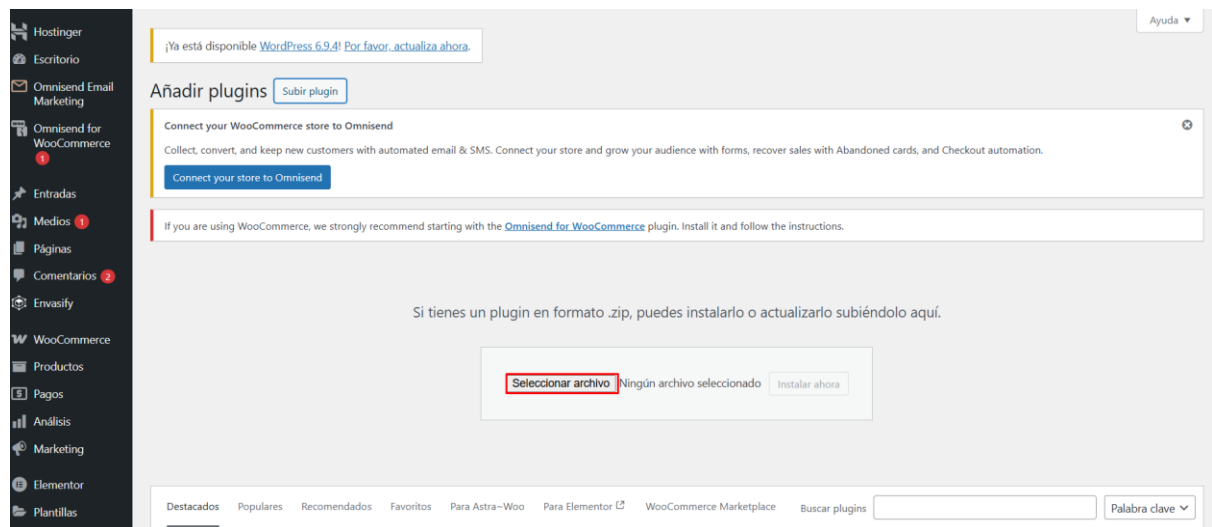 Hostinger
Escritorio
Omnisend Email
Marketing
Omnisend for
WooCommerce
1
Entradas
Medios 1
Páginas
Comentarios 2
Envasify
WooCommerce
Productos
Pagos
Análisis
Marketing
Elementor
Plantillas
Ayuda ▼
¡Ya está disponible WordPress 6.9.4! Por favor, actualiza ahora.
Añadir plugins Subir plugin
Connect your WooCommerce store to Omnisend
Collect, convert, and keep new customers with automated email & SMS. Connect your store and grow your audience with forms, recover sales with Abandoned cards, and Checkout automation.
Connect your store to Omnisend
If you are using WooCommerce, we strongly recommend starting with the Omnisend for WooCommerce plugin. Install it and follow the instructions.
Si tienes un plugin en formato .zip, puedes instalarlo o actualizarlo subiéndolo aquí.
Seleccionar archivo Ningún archivo seleccionado Instalar ahora
Destacados Populares Recomendados Favoritos Para Astra~Woo Para Elementor WooCommerce Marketplace Buscar plugins Palabra clave